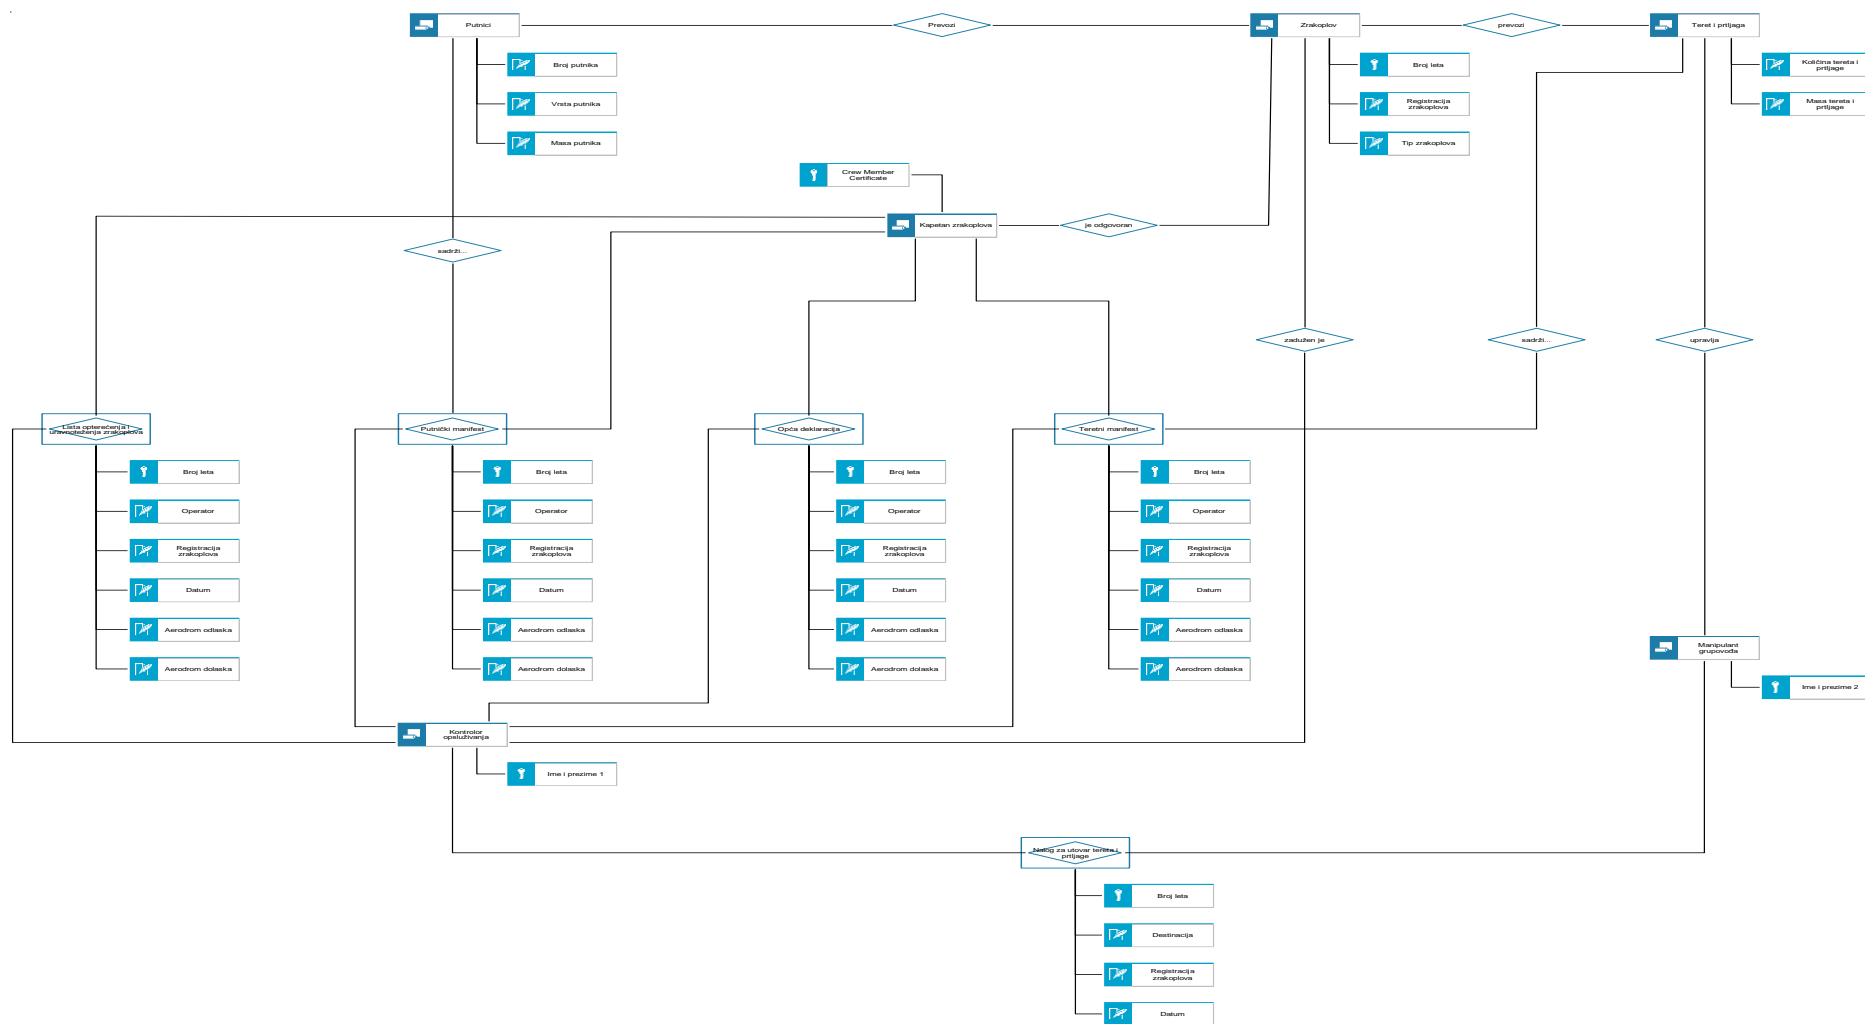 Putnici
Prevozi
Zrakoplov
prevozi
Teret i prtljaga
Broj putnika
Vrsta putnika
Masa putnika
Broj leta
Registracija
zrakoplova
Tip zrakoplova
Količina tereta i
prtljage
Masa tereta i
prtljage
Crew Member
Certificate
Kapetan zrakoplova
je odgovoran
sadrži...
zadužen je
sadrži...
upravlja
Lista opterećenja i
uravnoteženja zrakoplova
Putnički manifest
Opća deklaracija
Teretni manifest
Broj leta
Operator
Registracija
zrakoplova
Datum
Aerodrom odlaska
Aerodrom dolaska
Broj leta
Operator
Registracija
zrakoplova
Datum
Aerodrom odlaska
Aerodrom dolaska
Broj leta
Operator
Registracija
zrakoplova
Datum
Aerodrom odlaska
Aerodrom dolaska
Broj leta
Operator
Registracija
zrakoplova
Datum
Aerodrom odlaska
Aerodrom dolaska
Manipulant
grupovođa
Ime i prezime 2
Kontrolor
opsluživanja
Ime i prezime 1
Nalog za utovar tereta i
prtljage
Broj leta
Destinacija
Registracija
zrakoplova
Datum